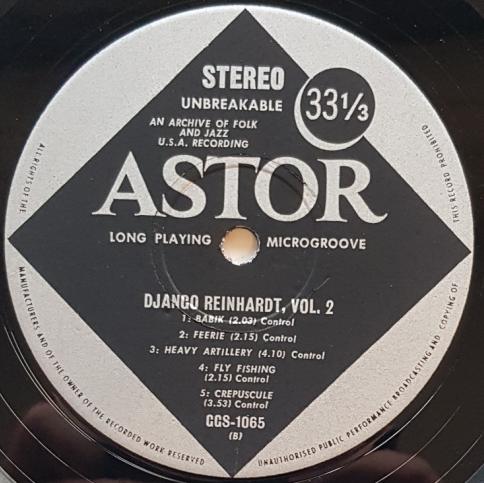 STEREO
UNBREAKABLE
33 1/3
AN ARCHIVE OF FOLK
AND JAZZ
U.S.A. RECORDING
ASTOR
LONG PLAYING MICROGROOVE
DJANGO REINHARDT, VOL. 2
1: BABIK (2.03) Control
2: FEERIE (2.15) Control
3: HEAVY ARTILLERY (4.10) Control
4: FLY FISHING
(2.15) Control
5: CREPUSCULE
(3.53) Control
GGS-1065
(B)
ALL RIGHTS OF THE
MANUFACTURERS AND OF THE OWNER OF THE RECORDED WORK RESERVED
UNAUTHORISED PUBLIC PERFORMANCE BROADCASTING AND COPYING OF
THIS RECORD PROHIBITED